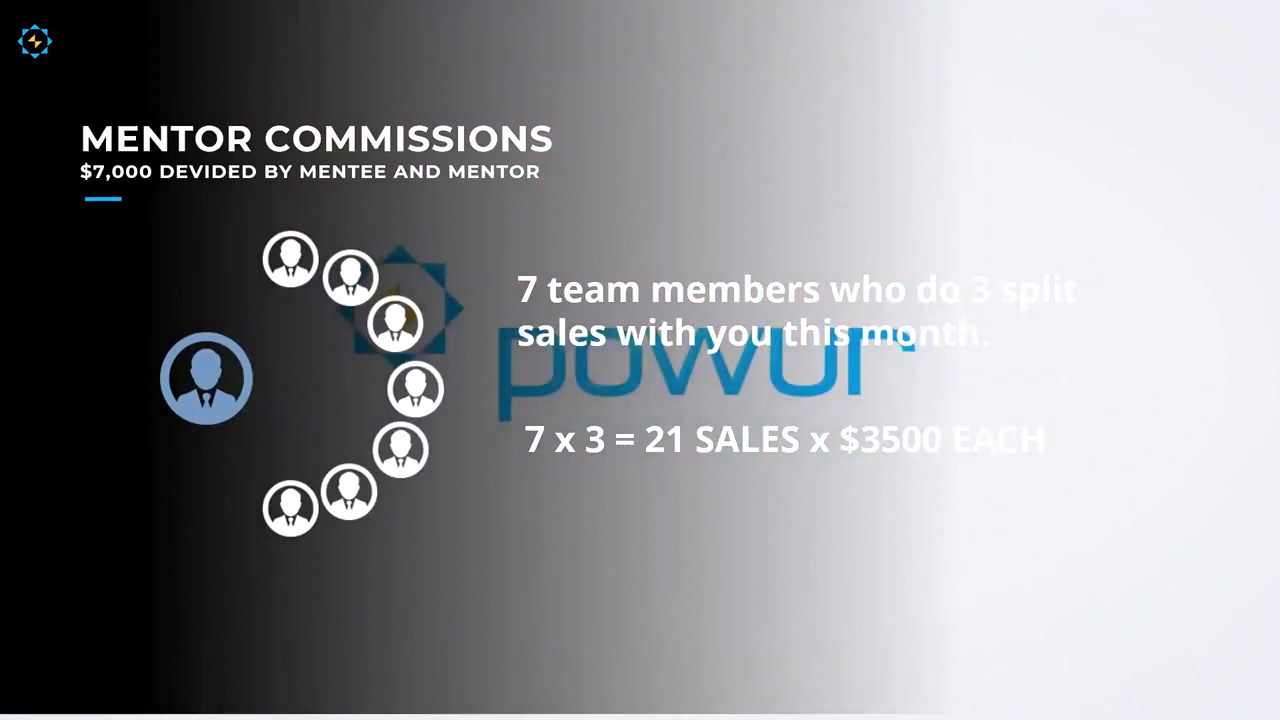 MENTOR COMMISSIONS
$7,000 DEVIDED BY MENTEE AND MENTOR
7 team members who do 3 split
sales with you this month.
powur
7 x 3 = 21 SALES x $3500 EACH